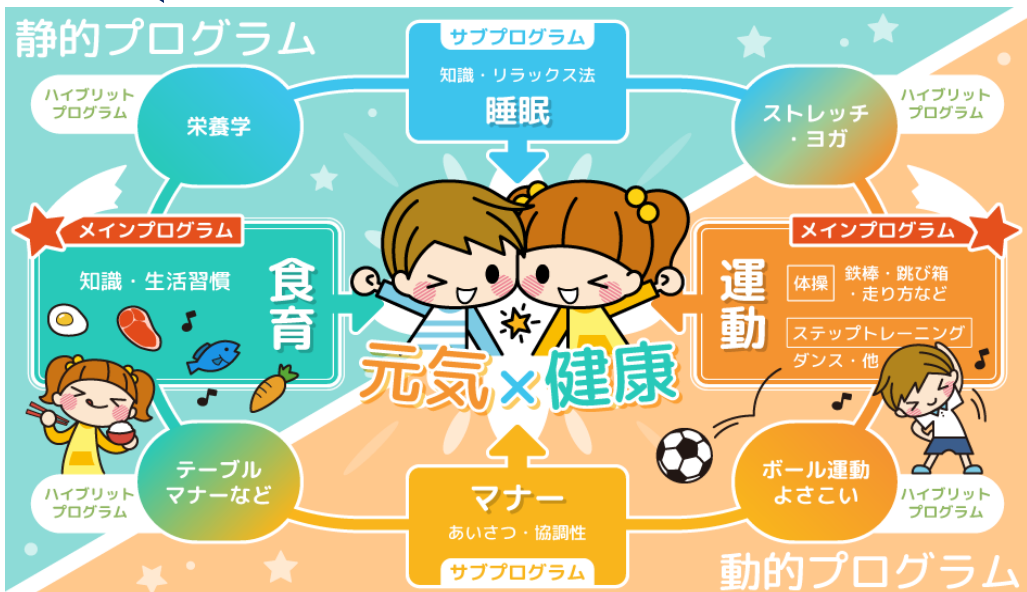 静的プログラム
サブプログラム
知識・リラックス法
睡眠
ハイブリット
プログラム
栄養学
ストレッチ
・ヨガ
ハイブリット
プログラム
メインプログラム
知識・生活習慣
食育
メインプログラム
運動
体操
鉄棒・跳び箱
・走り方など
ステップトレーニング
ダンス・他
元気×健康
テーブル
マナーなど
ハイブリット
プログラム
マナー
あいさつ・協調性
サブプログラム
ボール運動
よさこい
ハイブリット
プログラム
動的プログラム